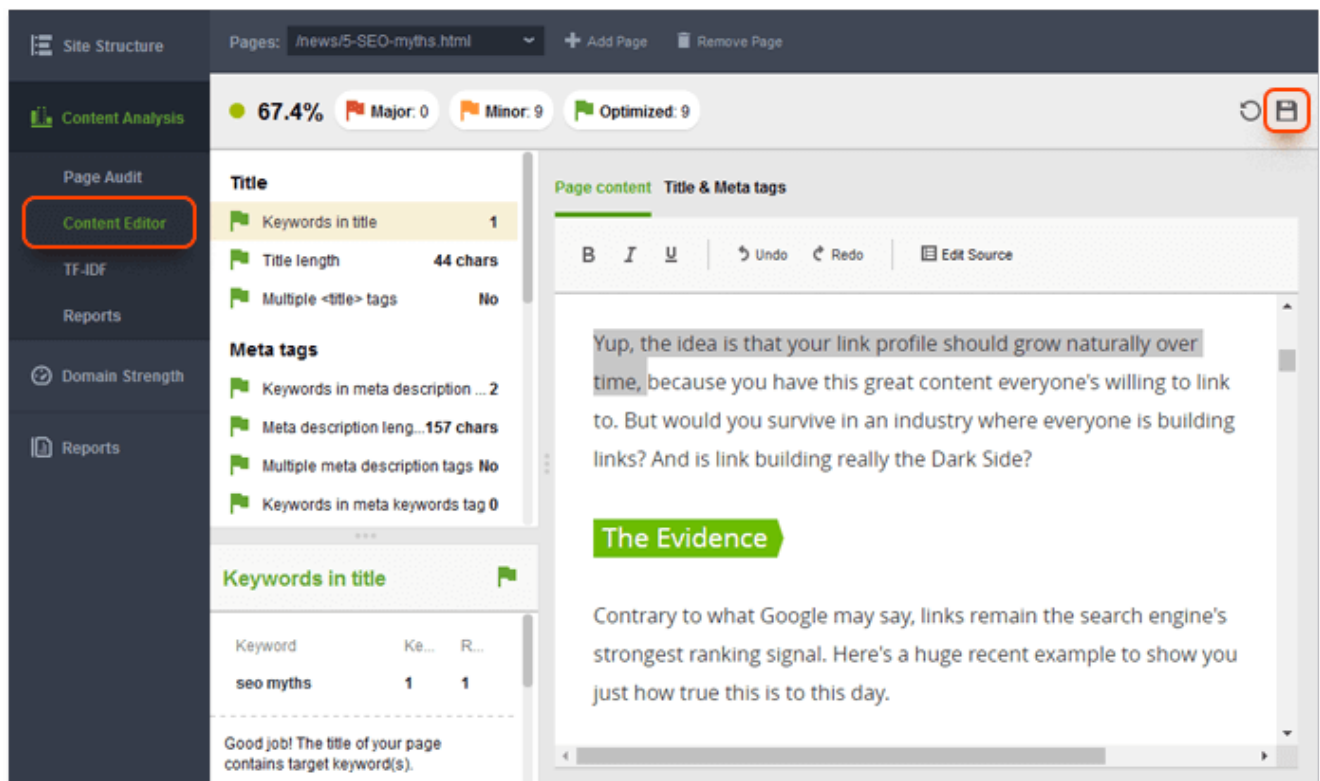 Site Structure
Pages: /news/5-SEO-myths.html
Add Page
Remove Page
Content Analysis
67.4%
Major: 0
Minor: 9
Optimized: 9
Page Audit
Content Editor
TF-IDF
Reports
Domain Strength
Reports
Title
Keywords in title 1
Title length 44 chars
Multiple <title> tags No
Meta tags
Keywords in meta description ... 2
Meta description leng...157 chars
Multiple meta description tags No
Keywords in meta keywords tag 0
Keywords in title
Keyword Ke... R...
seo myths 1 1
Good job! The title of your page
contains target keyword(s).
Page content Title & Meta tags
B I U Undo Redo Edit Source
Yup, the idea is that your link profile should grow naturally over
time, because you have this great content everyone's willing to link
to. But would you survive in an industry where everyone is building
links? And is link building really the Dark Side?
The Evidence
Contrary to what Google may say, links remain the search engine's
strongest ranking signal. Here's a huge recent example to show you
just how true this is to this day.